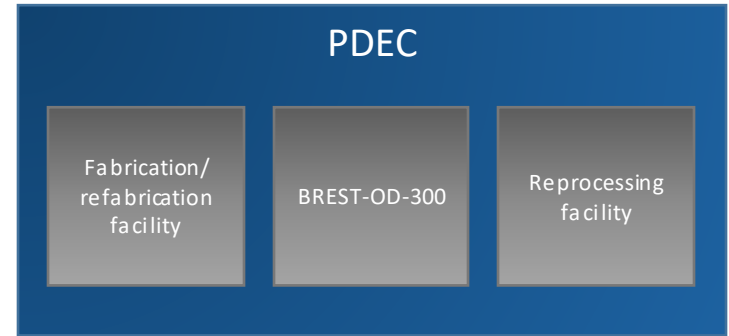 PDEC
Fabrication/
refabrication
facility
BREST-OD-300
Reprocessing
facility